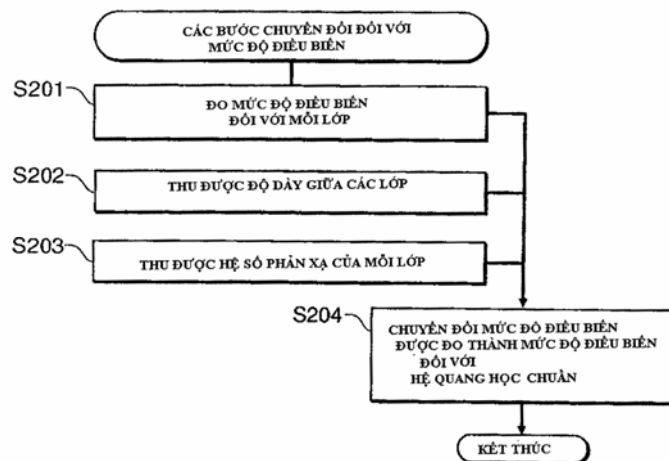 CÁC BƯỚC CHUYỂN ĐỔI ĐỐI VỚI
MỨC ĐỘ ĐIỀU BIẾN
S201
ĐO MỨC ĐỘ ĐIỀU BIẾN
ĐỐI VỚI MỖI LỚP
S202
THU ĐƯỢC ĐỘ DÀY GIỮA CÁC LỚP
S203
THU ĐƯỢC HỆ SỐ PHẢN XẠ CỦA MỖI LỚP
S204
CHUYỂN ĐỔI MỨC ĐÔ ĐIỀU BIẾN
ĐƯỢC ĐO THÀNH MỨC ĐỘ ĐIỀU BIẾN
ĐỐI VỚI
HỆ QUANG HỌC CHUẨN
KẾT THÚC